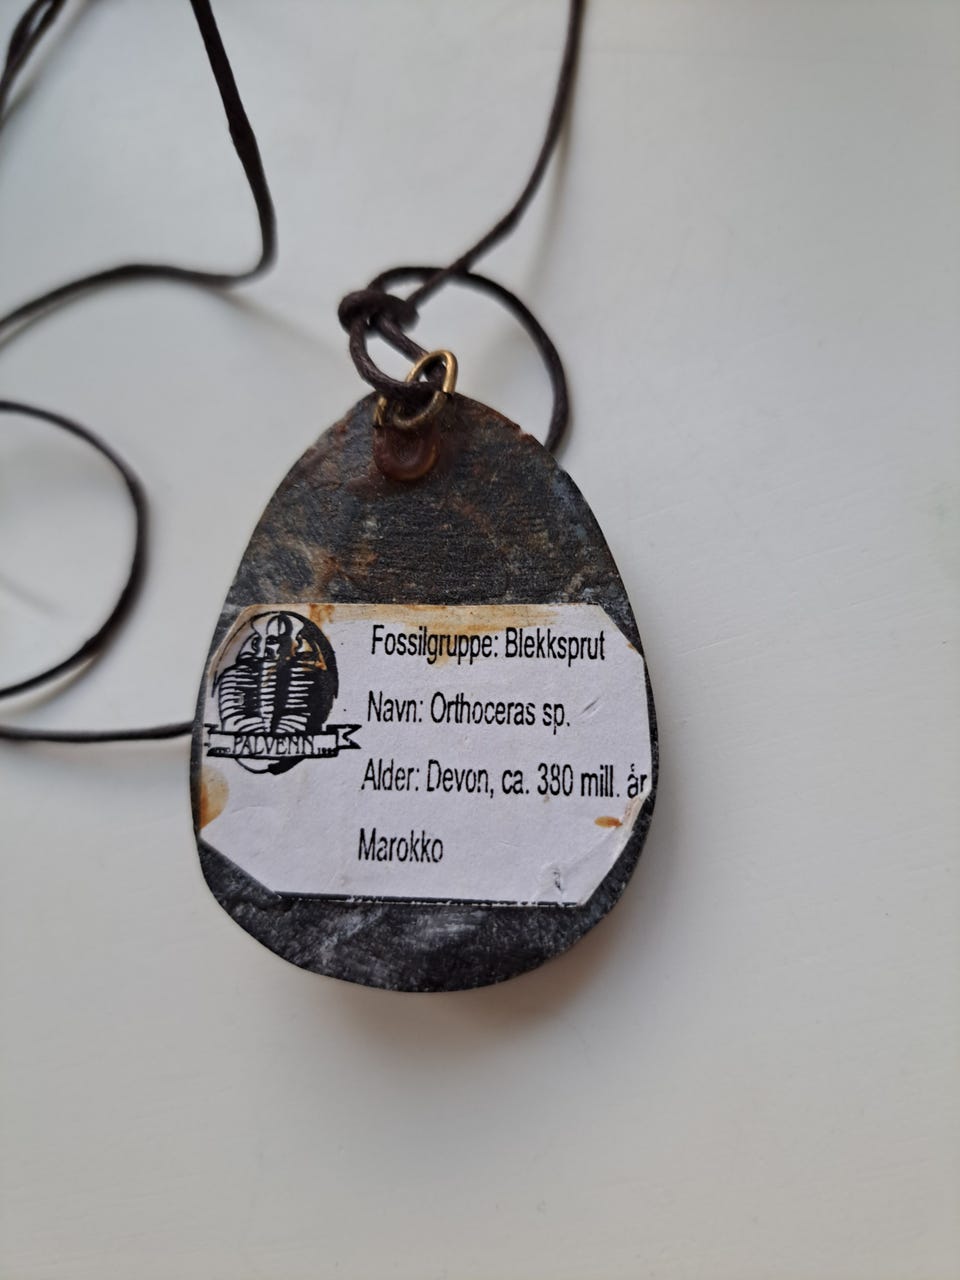 PALVENN
Fossilgruppe: Blekksprut
Navn: Orthoceras sp.
Alder: Devon, ca. 380 mill. år
Marokko